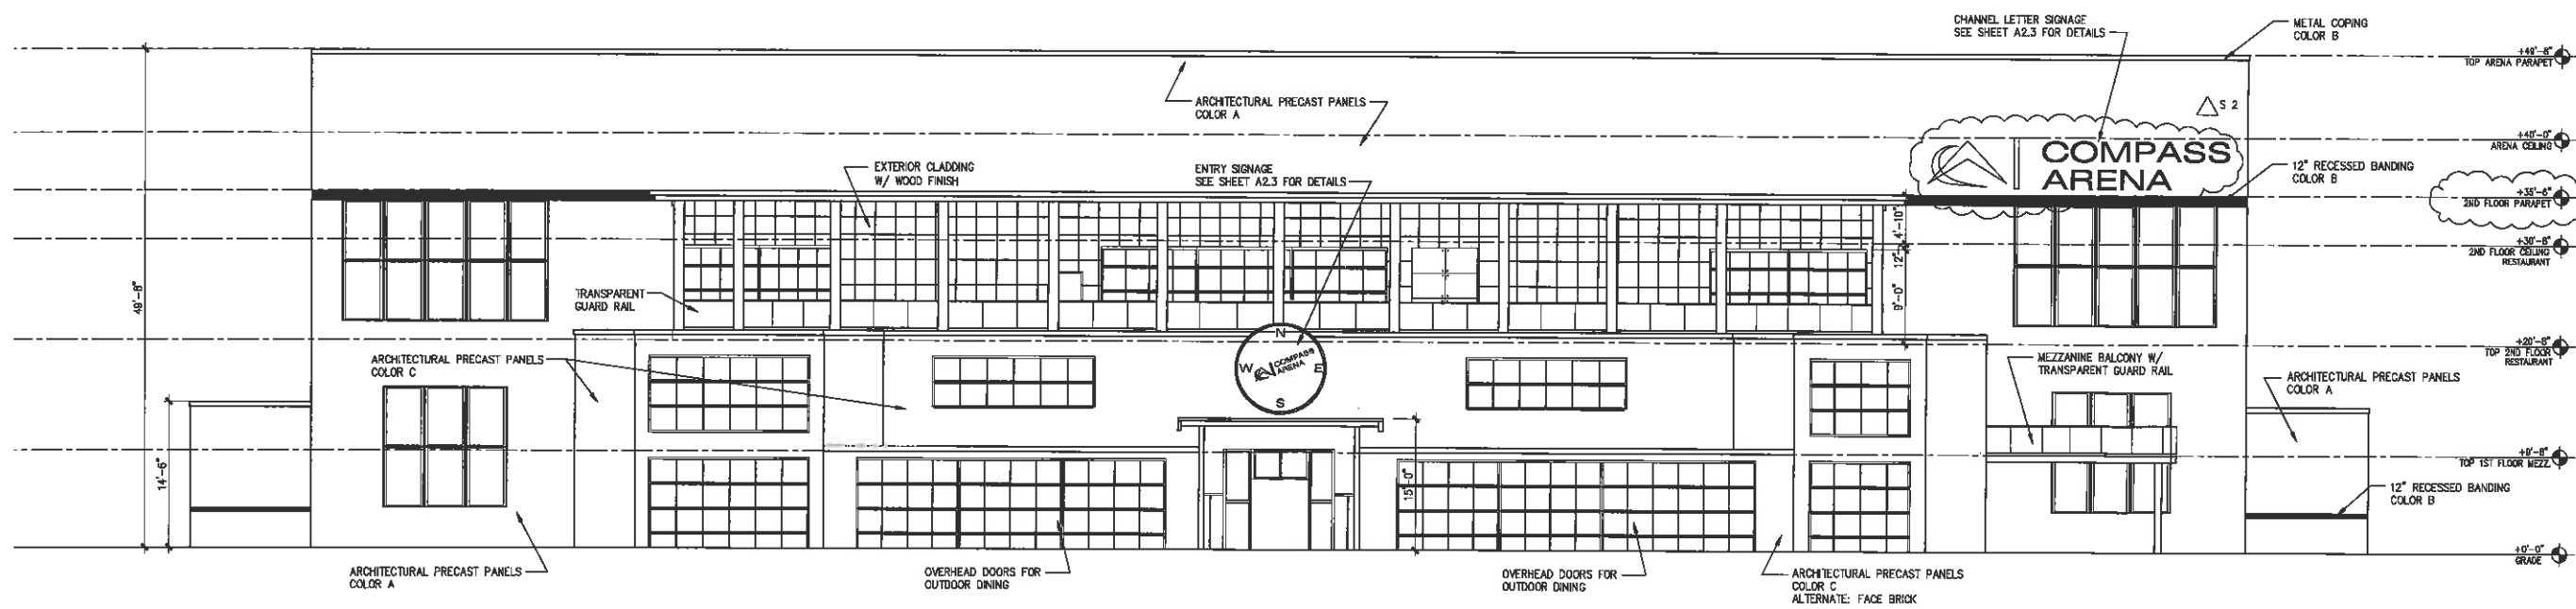 CHANNEL LETTER SIGNAGE
SEE SHEET A2.3 FOR DETAILS
METAL COPING
COLOR B
+49'-8"
TOP ARENA PARAPET
ARCHITECTURAL PRECAST PANELS
COLOR A
S 2
+40'-0"
ARENA CEILING
COMPASS
ARENA
EXTERIOR CLADDING
W/ WOOD FINISH
ENTRY SIGNAGE
SEE SHEET A2.3 FOR DETAILS
12" RECESSED BANDING
COLOR B
+35'-6"
2ND FLOOR PARAPET
4'-10"
+30'-8"
2ND FLOOR CEILING
RESTAURANT
12'-0"
9'-0"
49'-8"
TRANSPARENT
GUARD RAIL
N
W
E
S
COMPASS
ARENA
+20'-8"
TOP 2ND FLOOR
RESTAURANT
ARCHITECTURAL PRECAST PANELS
COLOR C
MEZZANINE BALCONY W/
TRANSPARENT GUARD RAIL
ARCHITECTURAL PRECAST PANELS
COLOR A
14'-6"
15'-0"
+9'-8"
TOP 1ST FLOOR MEZZ.
12" RECESSED BANDING
COLOR B
+0'-0"
GRADE
ARCHITECTURAL PRECAST PANELS
COLOR A
OVERHEAD DOORS FOR
OUTDOOR DINING
OVERHEAD DOORS FOR
OUTDOOR DINING
ARCHITECTURAL PRECAST PANELS
COLOR C
ALTERNATE: FACE BRICK